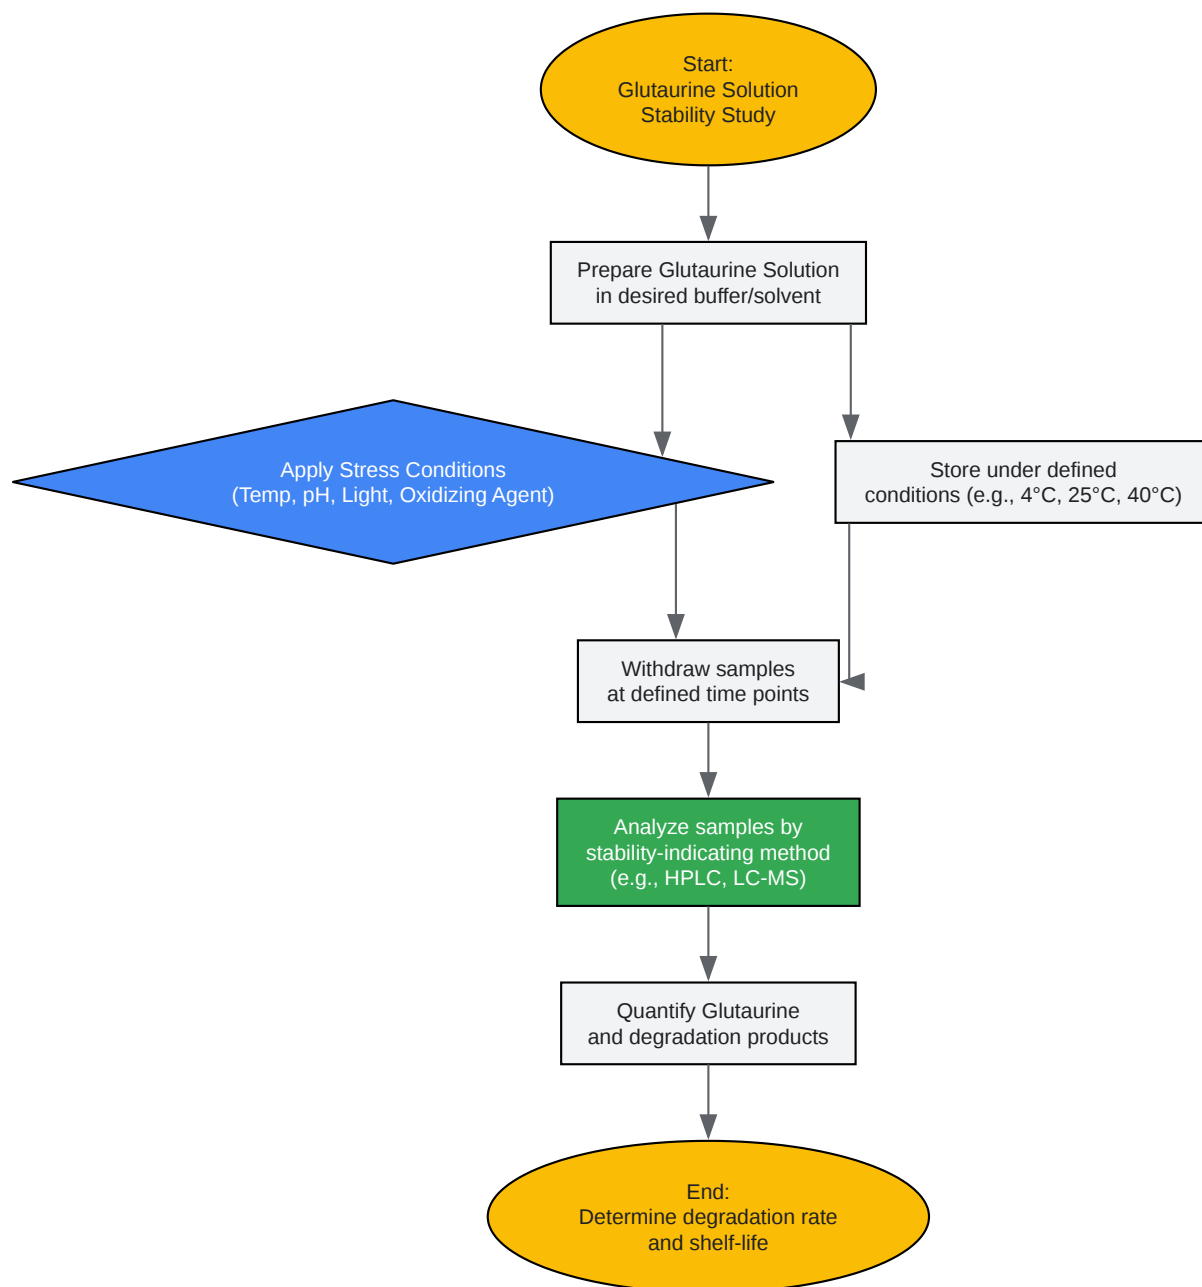 Start:
Glutaurine Solution
Stability Study
Prepare Glutaurine Solution
in desired buffer/solvent
Apply Stress Conditions
(Temp, pH, Light, Oxidizing Agent)
Store under defined
conditions (e.g., 4°C, 25°C, 40°C)
Withdraw samples
at defined time points
Analyze samples by
stability-indicating method
(e.g., HPLC, LC-MS)
Quantify Glutaurine
and degradation products
End:
Determine degradation rate
and shelf-life